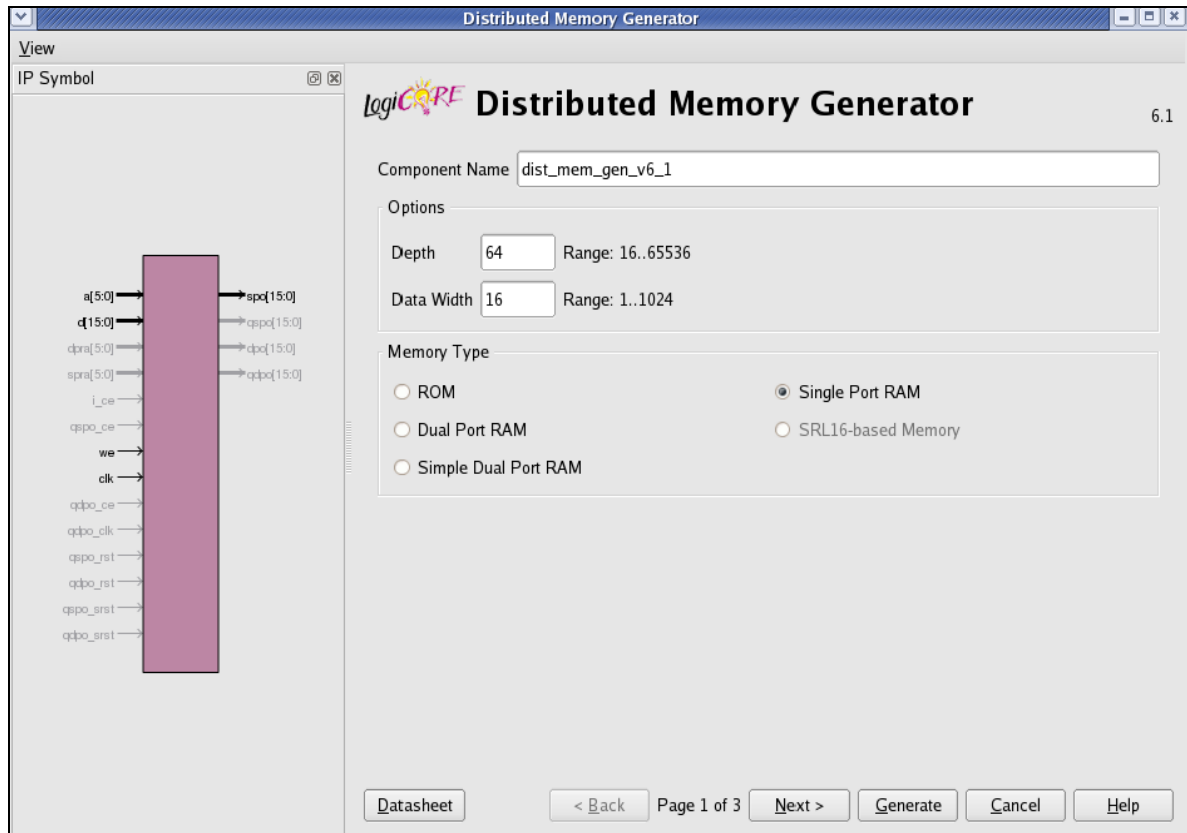 Distributed Memory Generator
View
IP Symbol
LogiCORE Distributed Memory Generator
6.1
Component Name dist_mem_gen_v6_1
Options
Depth 64 Range: 16..65536
Data Width 16 Range: 1..1024
Memory Type
ROM Single Port RAM
Dual Port RAM SRL16-based Memory
Simple Dual Port RAM
a[5:0] spo[15:0]
d[15:0] qspo[15:0]
dpra[5:0] dpo[15:0]
spra[5:0] qdpo[15:0]
i_ce
qspo_ce
we
clk
qdpo_ce
qdpo_clk
qspo_rst
qdpo_rst
qspo_srst
qdpo_srst
Datasheet < Back Page 1 of 3 Next > Generate Cancel Help